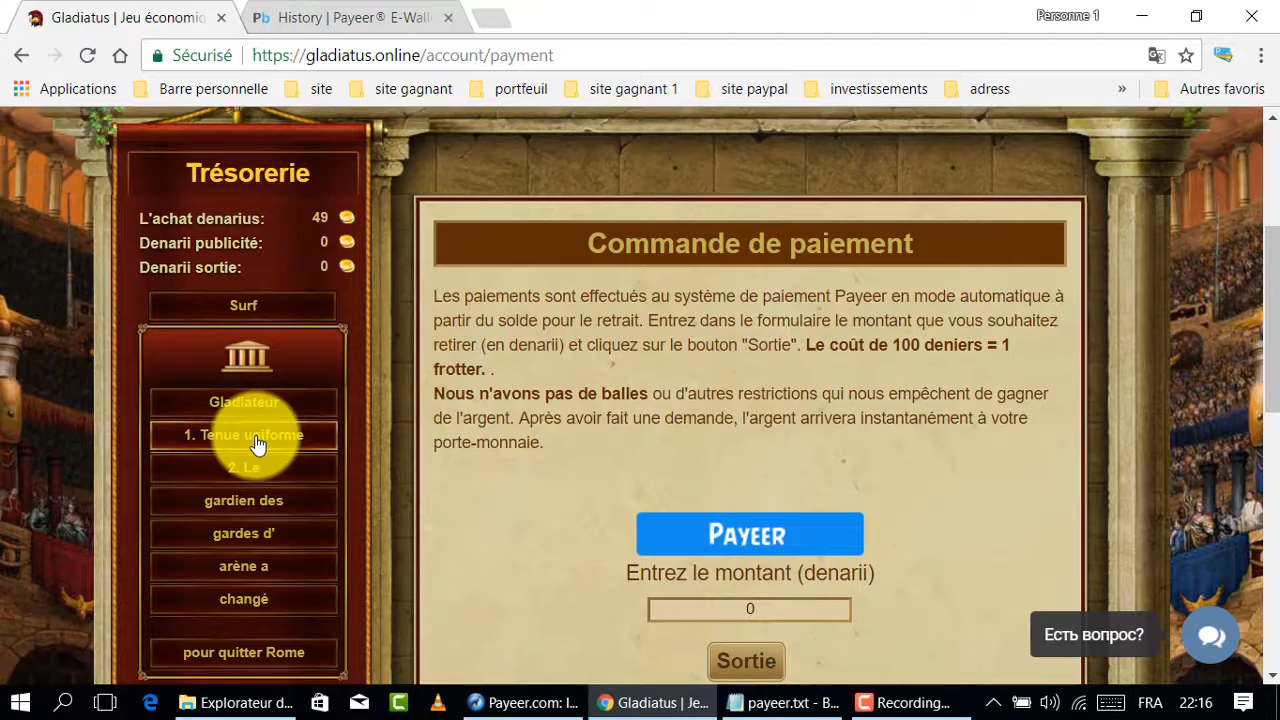 Gladiatus | Jeu économiq
History | Payeer® E-Wall
Personne 1
Sécurisé
https://gladiatus.online/account/payment
Applications
Barre personnelle
site
site gagnant
portfeuil
site gagnant 1
site paypal
investissements
adress
»
Autres favoris
Trésorerie
L'achat denarius: 49
Denarii publicité: 0
Denarii sortie: 0
Surf
Gladiateur
1. Tenue uniforme
2. Le
gardien des
gardes d'
arène a
changé
pour quitter Rome
Commande de paiement
Les paiements sont effectués au système de paiement Payeer en mode automatique à
partir du solde pour le retrait. Entrez dans le formulaire le montant que vous souhaitez
retirer (en denarii) et cliquez sur le bouton "Sortie". Le coût de 100 deniers = 1
frotter. .
Nous n'avons pas de balles ou d'autres restrictions qui nous empêchent de gagner
de l'argent. Après avoir fait une demande, l'argent arrivera instantanément à votre
porte-monnaie.
PAYEER
Entrez le montant (denarii)
0
Sortie
Есть вопрос?
Explorateur d...
Payeer.com: I...
Gladiatus | Je...
payeer.txt - B...
Recording...
FRA
22:16